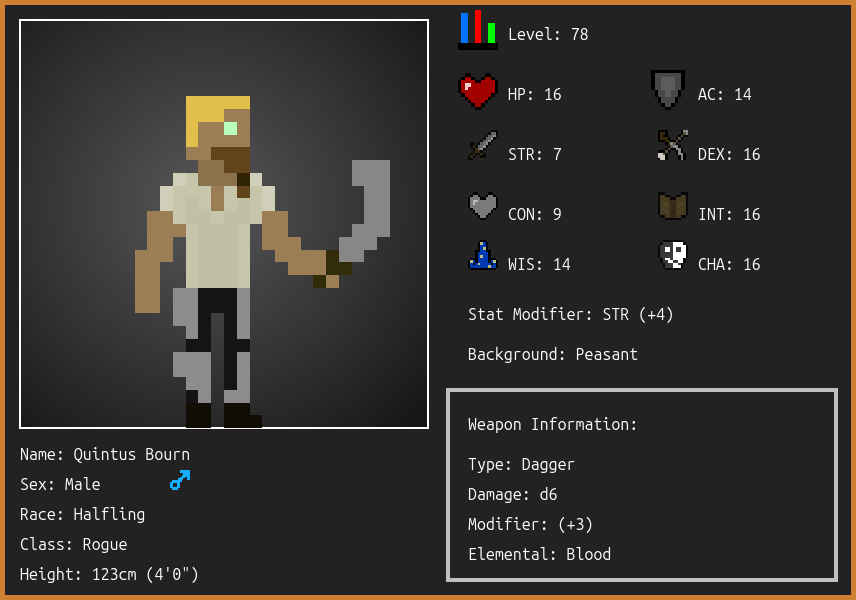 Level: 78
HP: 16
AC: 14
STR: 7
DEX: 16
CON: 9
INT: 16
WIS: 14
CHA: 16
Stat Modifier: STR (+4)
Background: Peasant
Weapon Information:
Type: Dagger
Damage: d6
Modifier: (+3)
Elemental: Blood
Name: Quintus Bourn
Sex: Male
Race: Halfling
Class: Rogue
Height: 123cm (4'0")